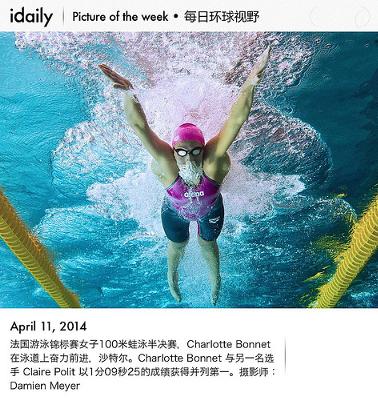 idaily Picture of the week • 每日环球视野
arena
April 11, 2014
法国游泳锦标赛女子100米蛙泳半决赛，Charlotte Bonnet
在泳道上奋力前进，沙特尔。Charlotte Bonnet 与另一名选
手 Claire Polit 以1分09秒25的成绩获得并列第一。摄影师：
Damien Meyer